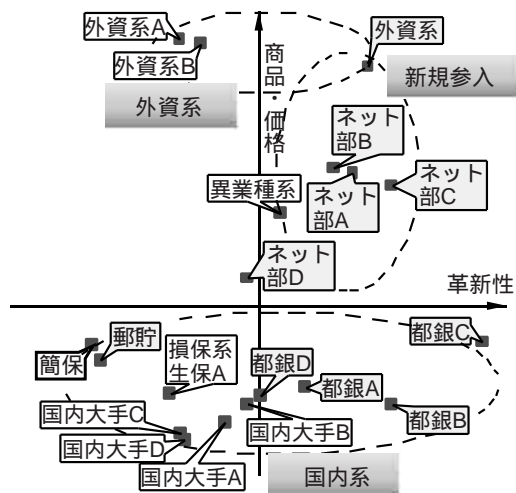 外資系A
外資系B
外資系
商品・価格
外資系
新規参入
ネット
部B
ネット
部A
ネット
部C
異業種系
ネット
部D
革新性
都銀C
郵貯
簡保
損保系
生保A
都銀D
都銀A
都銀B
国内大手C
国内大手B
国内大手D
国内大手A
国内系